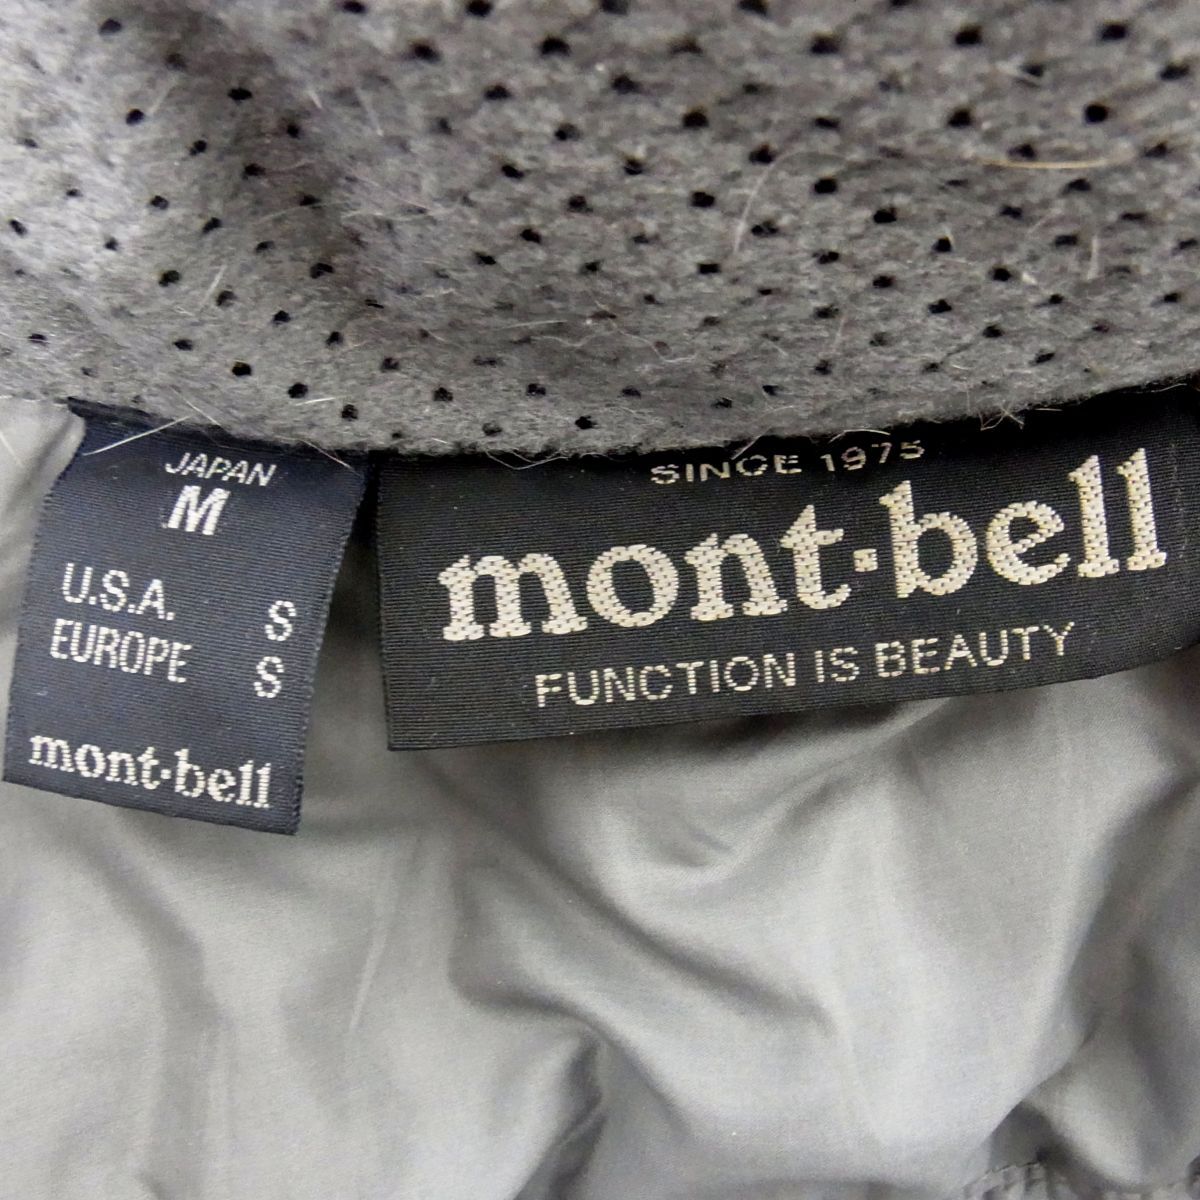 JAPAN
M
U.S.A. S
EUROPE S
mont·bell
SINCE 1975
mont·bell
FUNCTION IS BEAUTY